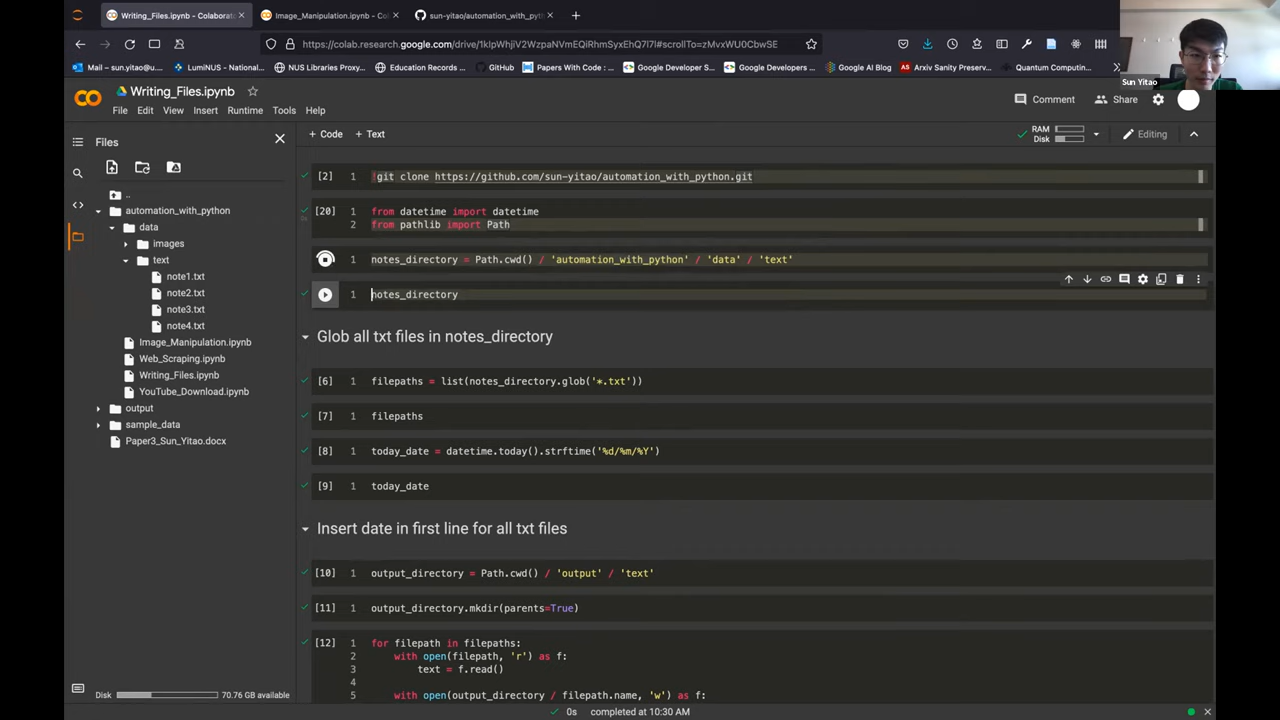 Writing_Files.ipynb - Colaborato
Image_Manipulation.ipynb - Co
sun-yitao/automation_with_pyth
https://colab.research.google.com/drive/1klpWhjiV2WzpaNVmEQiRhmSyxEhQ7l7l#scrollTo=zMvxWU0CbwSE
Mail – sun.yitao@u....
LumiNUS - National...
NUS Libraries Proxy...
Education Records ...
GitHub
Papers With Code : ...
Google Developer S...
Google Developers ...
Google AI Blog
Arxiv Sanity Preserv...
Quantum Computing...
Sun Yitao
Writing_Files.ipynb
Comment
Share
File Edit View Insert Runtime Tools Help
+ Code + Text
RAM
Disk
Editing
Files
..
automation_with_python
data
images
text
note1.txt
note2.txt
note3.txt
note4.txt
Image_Manipulation.ipynb
Web_Scraping.ipynb
Writing_Files.ipynb
YouTube_Download.ipynb
output
sample_data
Paper3_Sun_Yitao.docx
Disk 70.76 GB available
[2] 1 !git clone https://github.com/sun-yitao/automation_with_python.git
[20] 1 from datetime import datetime
0s 2 from pathlib import Path
1 notes_directory = Path.cwd() / 'automation_with_python' / 'data' / 'text'
1 notes_directory
Glob all txt files in notes_directory
[6] 1 filepaths = list(notes_directory.glob('*.txt'))
[7] 1 filepaths
[8] 1 today_date = datetime.today().strftime('%d/%m/%Y')
[9] 1 today_date
Insert date in first line for all txt files
[10] 1 output_directory = Path.cwd() / 'output' / 'text'
[11] 1 output_directory.mkdir(parents=True)
[12] 1 for filepath in filepaths:
2 with open(filepath, 'r') as f:
3 text = f.read()
4
5 with open(output_directory / filepath.name, 'w') as f:
0s completed at 10:30 AM